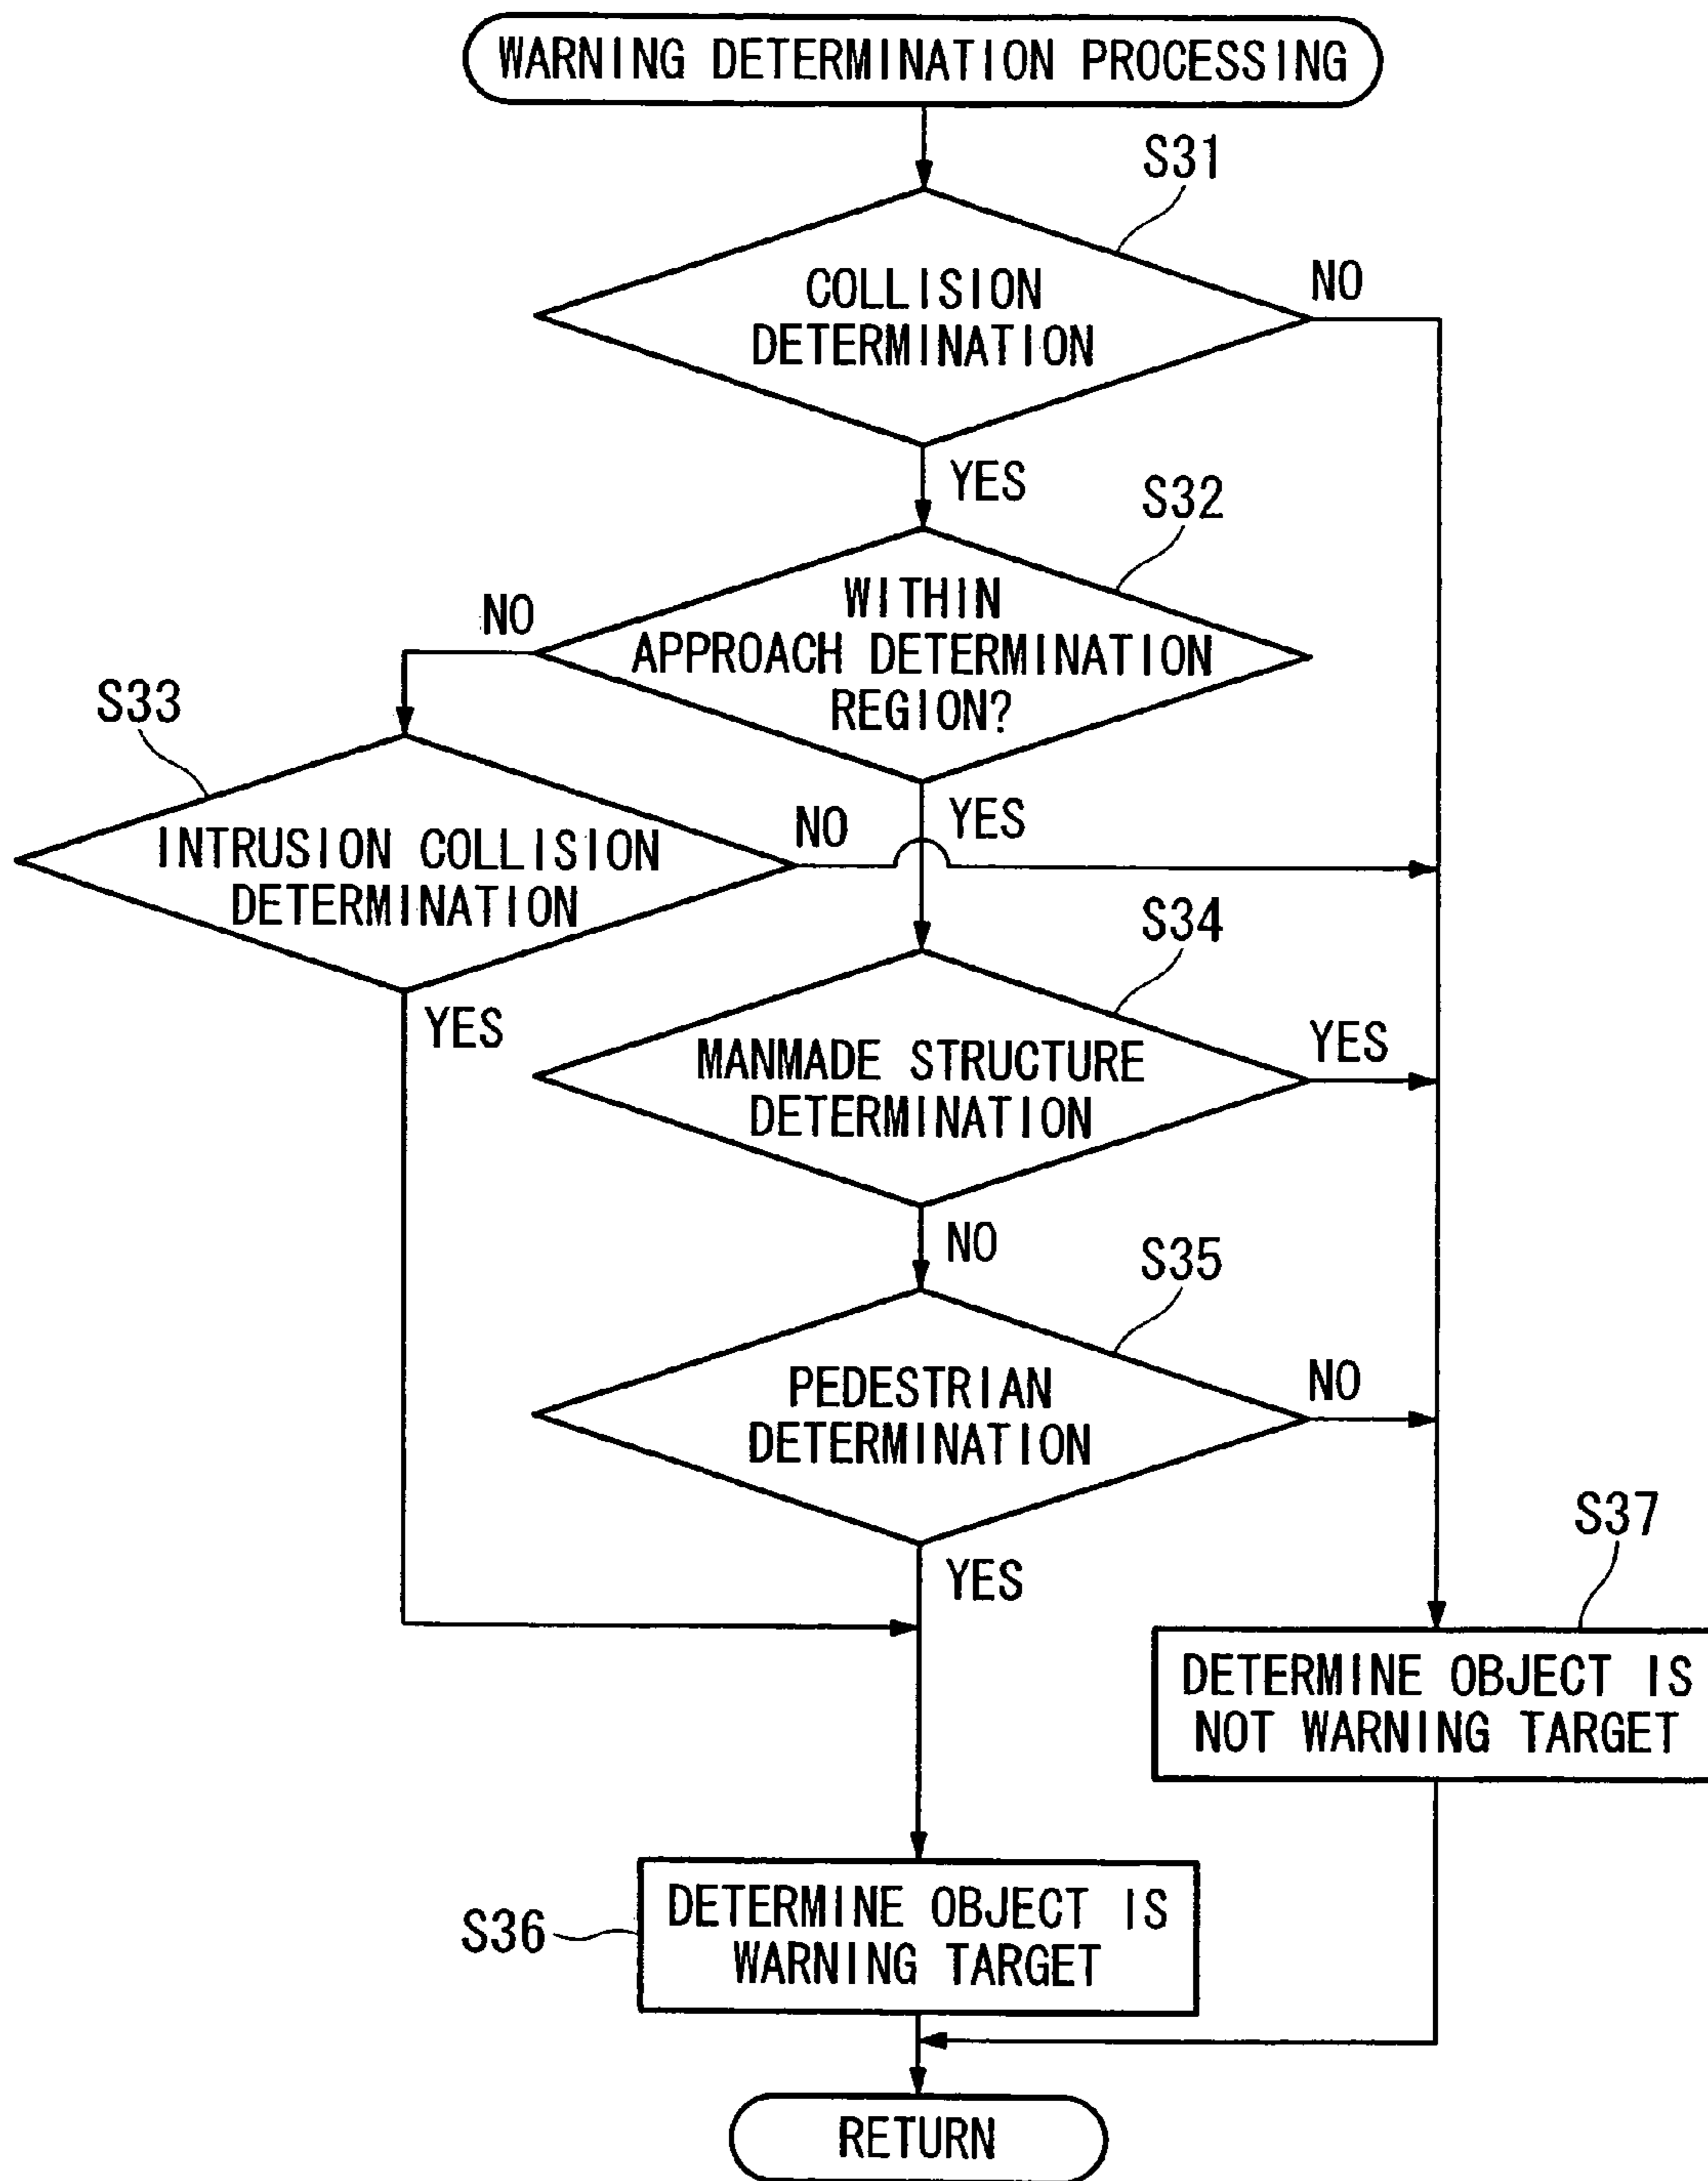 WARNING DETERMINATION PROCESSING
S31
COLLISION
DETERMINATION
NO
YES
S32
WITHIN
APPROACH DETERMINATION
REGION?
NO
YES
S33
INTRUSION COLLISION
DETERMINATION
NO
YES
S34
MANMADE STRUCTURE
DETERMINATION
YES
NO
S35
PEDESTRIAN
DETERMINATION
NO
YES
S37
DETERMINE OBJECT IS
NOT WARNING TARGET
S36
DETERMINE OBJECT IS
WARNING TARGET
RETURN